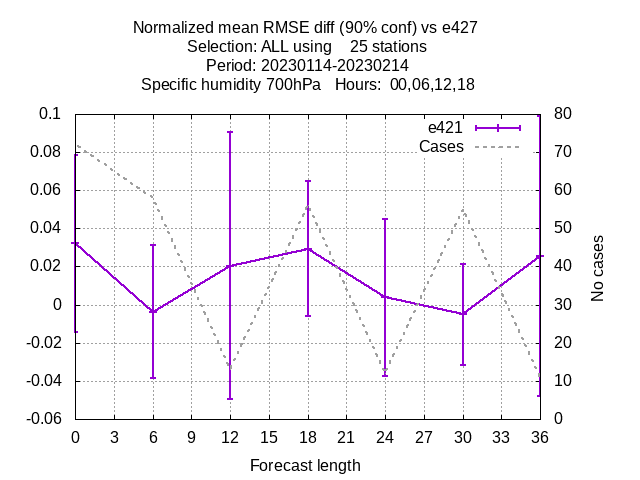 Normalized mean RMSE diff (90% conf) vs e427
Selection: ALL using    25 stations
Period: 20230114-20230214
Specific humidity 700hPa   Hours:  00,06,12,18
e421
Cases
0.1
0.08
0.06
0.04
0.02
0
-0.02
-0.04
-0.06
80
70
60
50
40
30
20
10
0
No cases
0 3 6 9 12 15 18 21 24 27 30 33 36
Forecast length